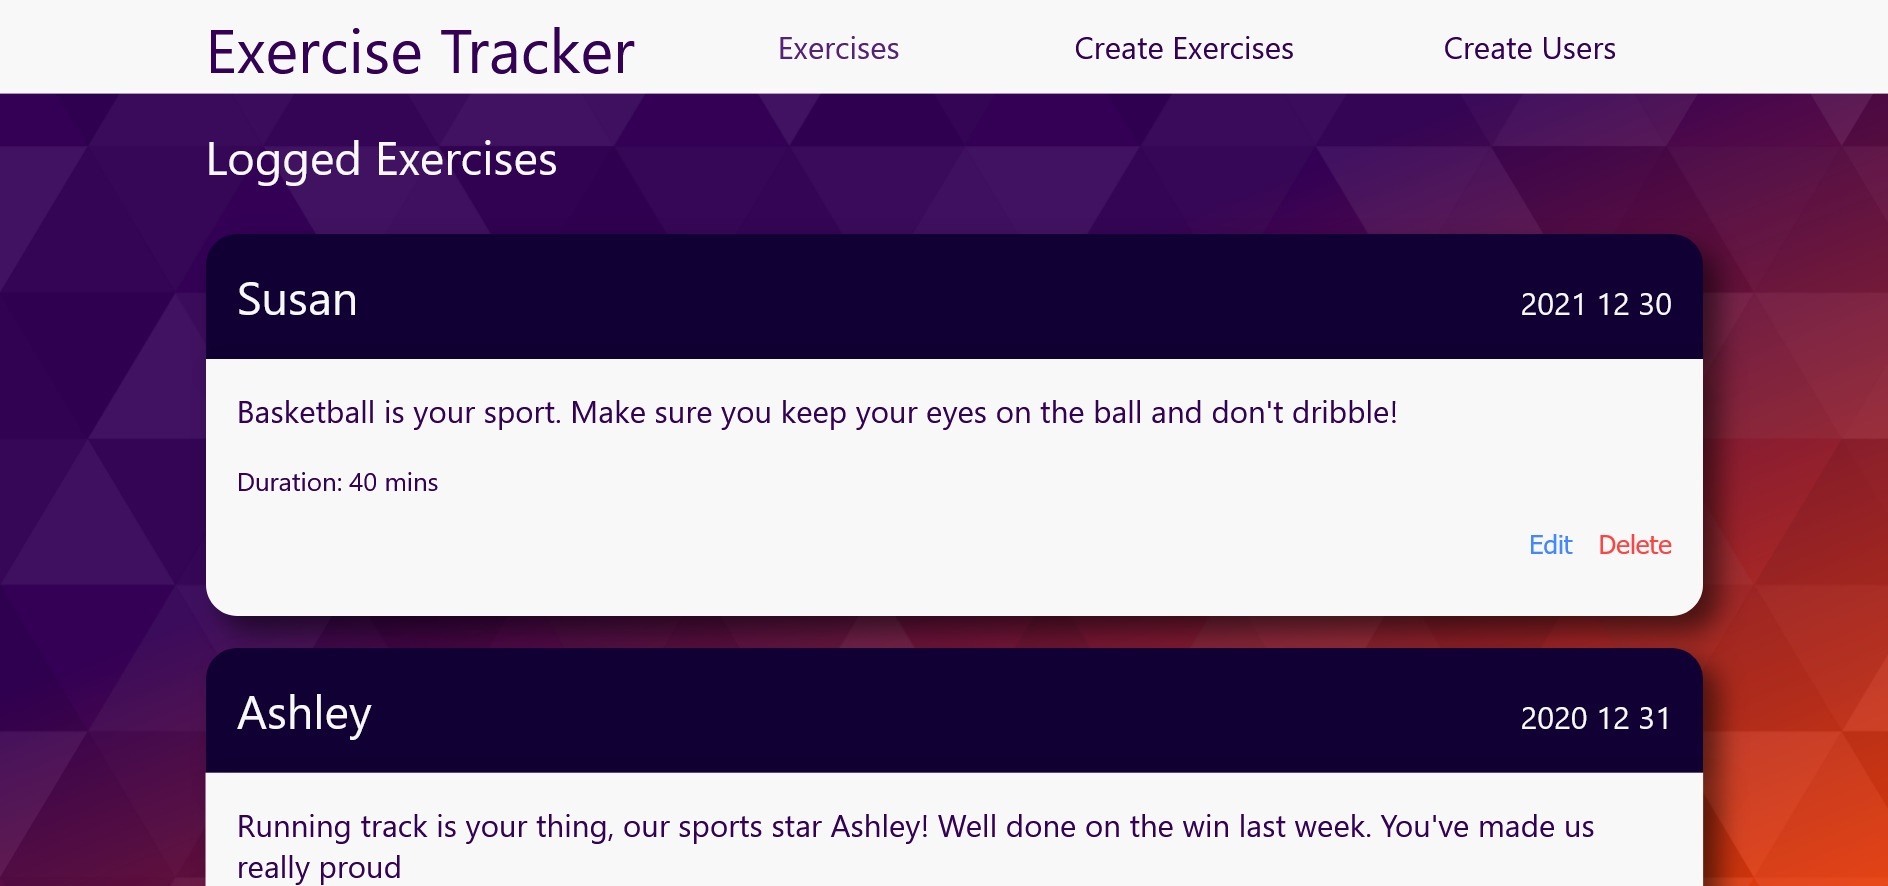 Exercise Tracker
Exercises
Create Exercises
Create Users
Logged Exercises
Susan
2021 12 30
Basketball is your sport. Make sure you keep your eyes on the ball and don't dribble!
Duration: 40 mins
Edit
Delete
Ashley
2020 12 31
Running track is your thing, our sports star Ashley! Well done on the win last week. You've made us
really proud